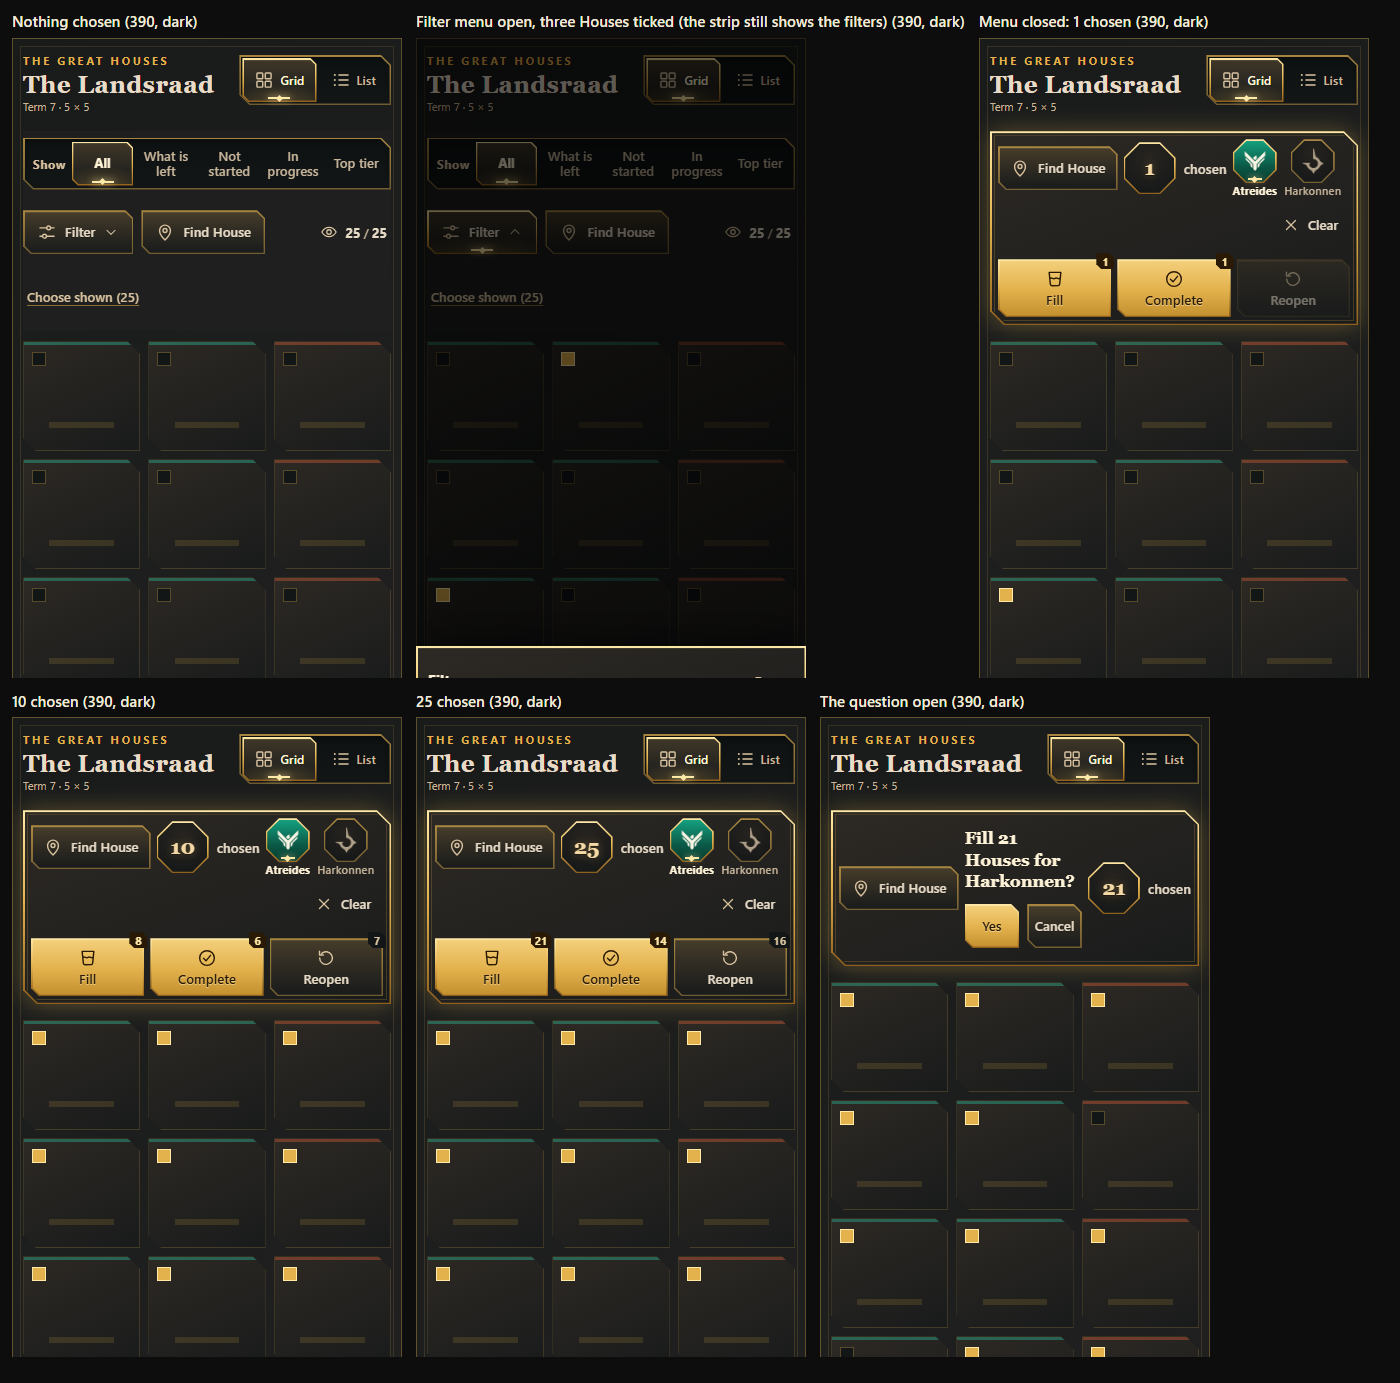 Nothing chosen (390, dark)
THE GREAT HOUSES
The Landsraad
Term 7 · 5 × 5
Grid
List
Show
All
What is left
Not started
In progress
Top tier
Filter
Find House
25 / 25
Choose shown (25)
Filter menu open, three Houses ticked (the strip still shows the filters) (390, dark)
THE GREAT HOUSES
The Landsraad
Term 7 · 5 × 5
Grid
List
Show
All
What is left
Not started
In progress
Top tier
Filter
Find House
25 / 25
Choose shown (25)
Menu closed: 1 chosen (390, dark)
THE GREAT HOUSES
The Landsraad
Term 7 · 5 × 5
Grid
List
Find House
1
chosen
Atreides
Harkonnen
Clear
1
Fill
1
Complete
Reopen
10 chosen (390, dark)
THE GREAT HOUSES
The Landsraad
Term 7 · 5 × 5
Grid
List
Find House
10
chosen
Atreides
Harkonnen
Clear
8
Fill
6
Complete
7
Reopen
25 chosen (390, dark)
THE GREAT HOUSES
The Landsraad
Term 7 · 5 × 5
Grid
List
Find House
25
chosen
Atreides
Harkonnen
Clear
21
Fill
14
Complete
16
Reopen
The question open (390, dark)
THE GREAT HOUSES
The Landsraad
Term 7 · 5 × 5
Grid
List
Find House
Fill 21
Houses for
Harkonnen?
Yes
Cancel
21
chosen